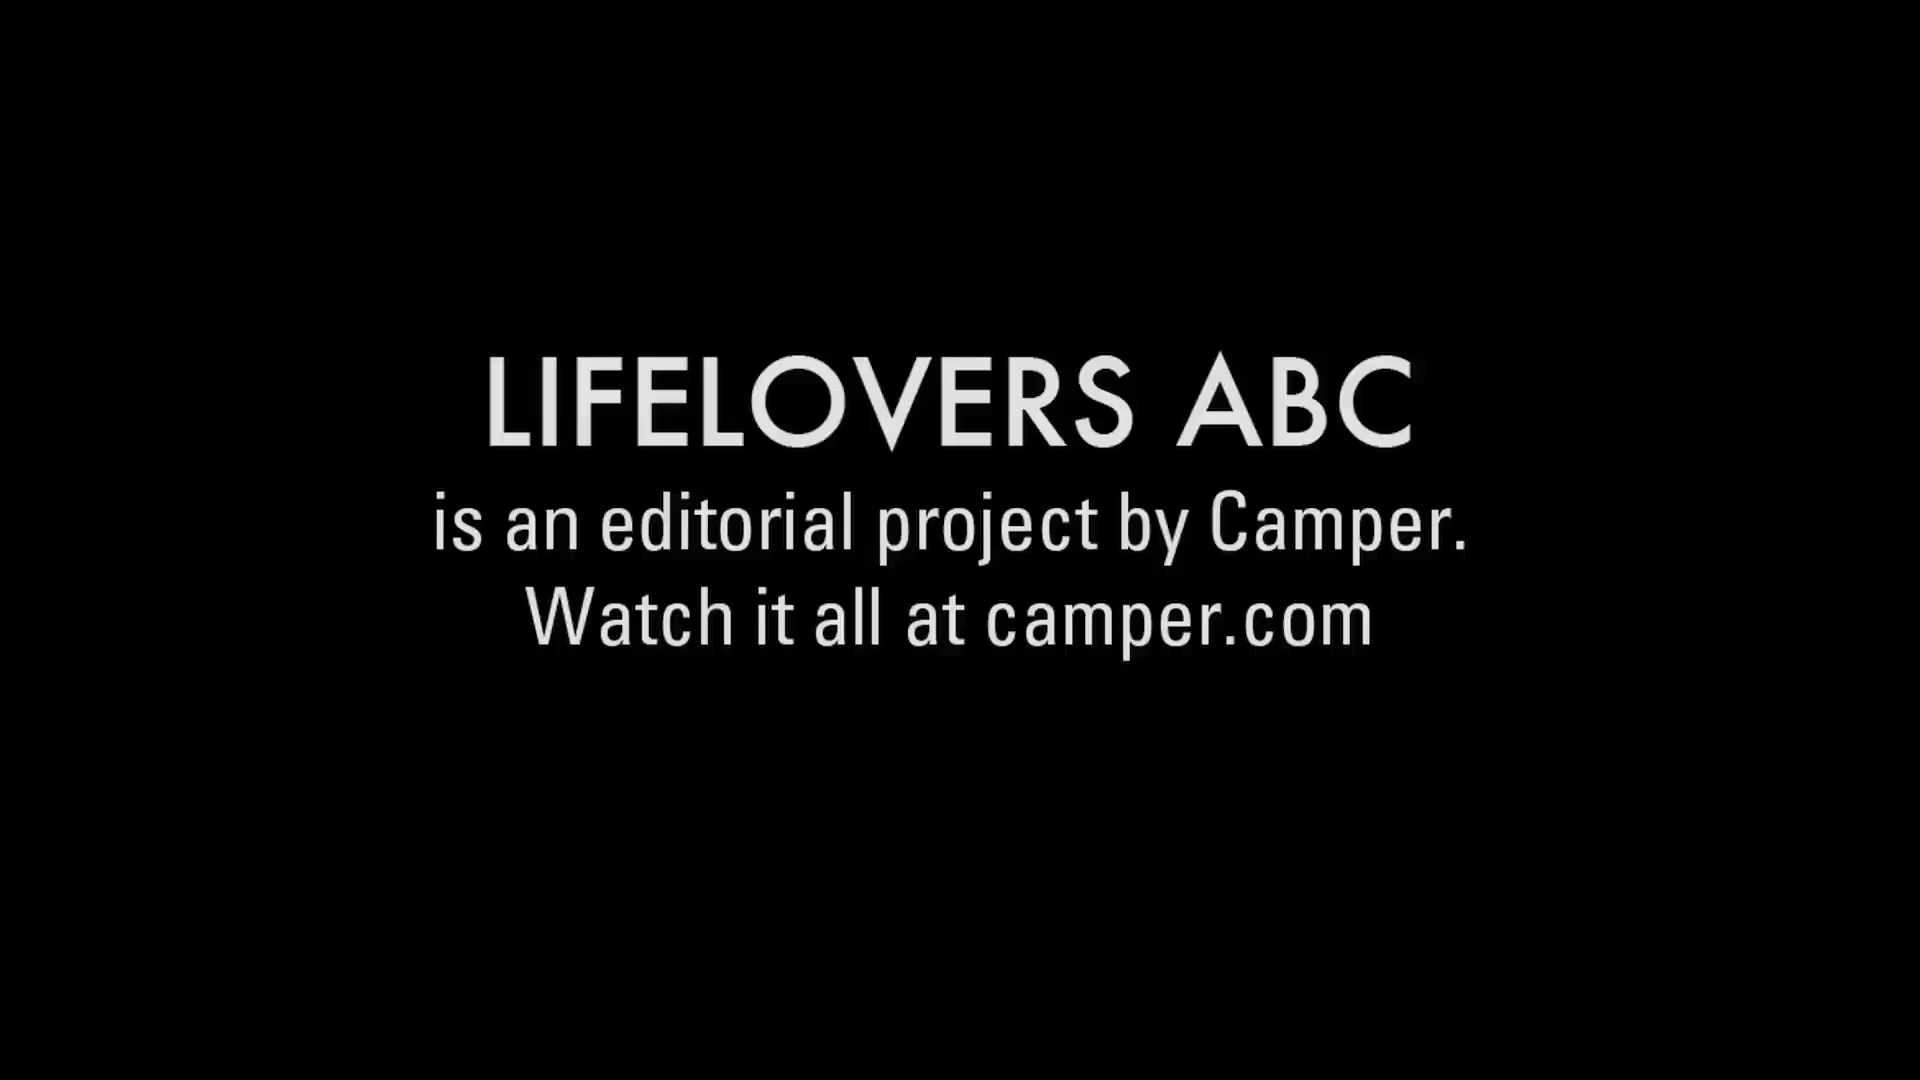 LIFELOVERS ABC
is an editorial project by Camper.
Watch it all at camper.com